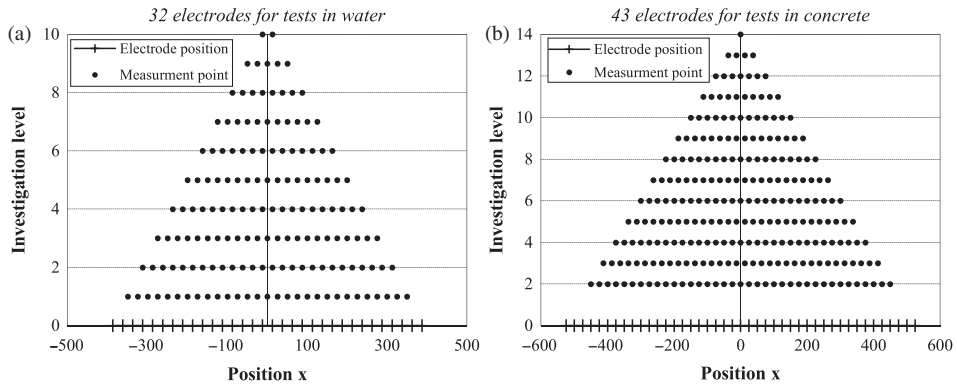 32 electrodes for tests in water
(a)
Electrode position
Measurment point
Investigation level
10
8
6
4
2
0
−500
−300
−100
100
300
500
Position x
43 electrodes for tests in concrete
(b)
Electrode position
Measurment point
Investigation level
14
12
10
8
6
4
2
0
−600
−400
−200
0
200
400
600
Position x